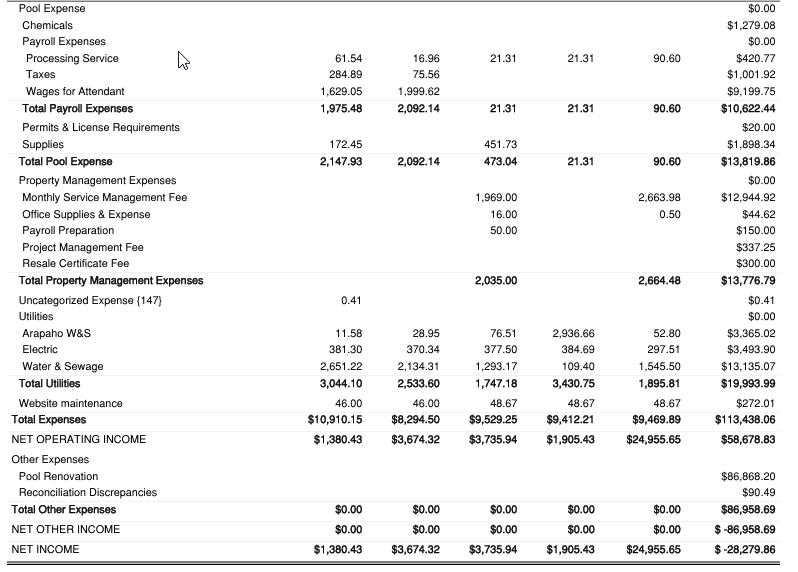 Pool Expense $0.00
Chemicals $1,279.08
Payroll Expenses $0.00
Processing Service 61.54 16.96 21.31 21.31 90.60 $420.77
Taxes 284.89 75.56 $1,001.92
Wages for Attendant 1,629.05 1,999.62 $9,199.75
Total Payroll Expenses 1,975.48 2,092.14 21.31 21.31 90.60 $10,622.44
Permits & License Requirements $20.00
Supplies 172.45 451.73 $1,898.34
Total Pool Expense 2,147.93 2,092.14 473.04 21.31 90.60 $13,819.86
Property Management Expenses $0.00
Monthly Service Management Fee 1,969.00 2,663.98 $12,944.92
Office Supplies & Expense 16.00 0.50 $44.62
Payroll Preparation 50.00 $150.00
Project Management Fee $337.25
Resale Certificate Fee $300.00
Total Property Management Expenses 2,035.00 2,664.48 $13,776.79
Uncategorized Expense {147} 0.41 $0.41
Utilities $0.00
Arapaho W&S 11.58 28.95 76.51 2,936.66 52.80 $3,365.02
Electric 381.30 370.34 377.50 384.69 297.51 $3,493.90
Water & Sewage 2,651.22 2,134.31 1,293.17 109.40 1,545.50 $13,135.07
Total Utilities 3,044.10 2,533.60 1,747.18 3,430.75 1,895.81 $19,993.99
Website maintenance 46.00 46.00 48.67 48.67 48.67 $272.01
Total Expenses $10,910.15 $8,294.50 $9,529.25 $9,412.21 $9,469.89 $113,438.06
NET OPERATING INCOME $1,380.43 $3,674.32 $3,735.94 $1,905.43 $24,955.65 $58,678.83
Other Expenses
Pool Renovation $86,868.20
Reconciliation Discrepancies $90.49
Total Other Expenses $0.00 $0.00 $0.00 $0.00 $0.00 $86,958.69
NET OTHER INCOME $0.00 $0.00 $0.00 $0.00 $0.00 $ -86,958.69
NET INCOME $1,380.43 $3,674.32 $3,735.94 $1,905.43 $24,955.65 $ -28,279.86